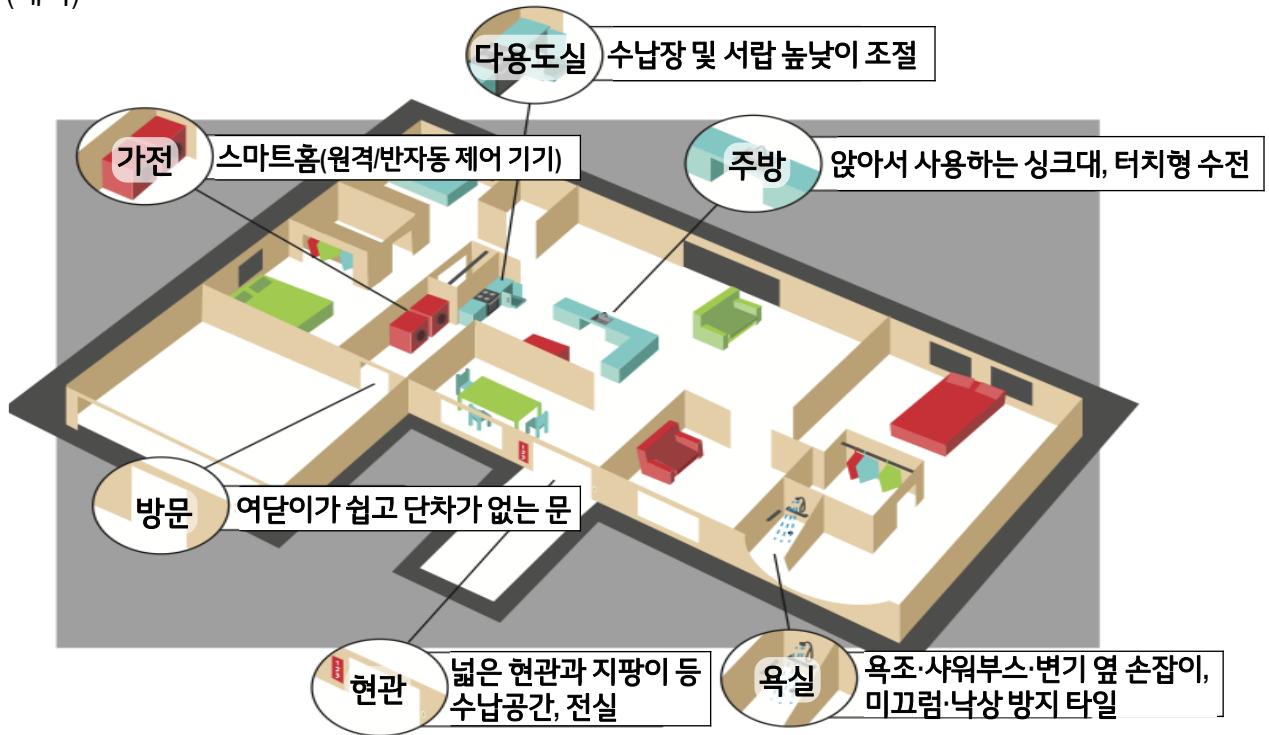 다용도실
수납장 및 서랍 높낮이 조절
가전
스마트홈(원격/반자동 제어 기기)
주방
앉아서 사용하는 싱크대, 터치형 수전
방문
여닫이가 쉽고 단차가 없는 문
현관
넓은 현관과 지팡이 등
수납공간, 전실
욕실
욕조·샤워부스·변기 옆 손잡이,
미끄럼·낙상 방지 타일